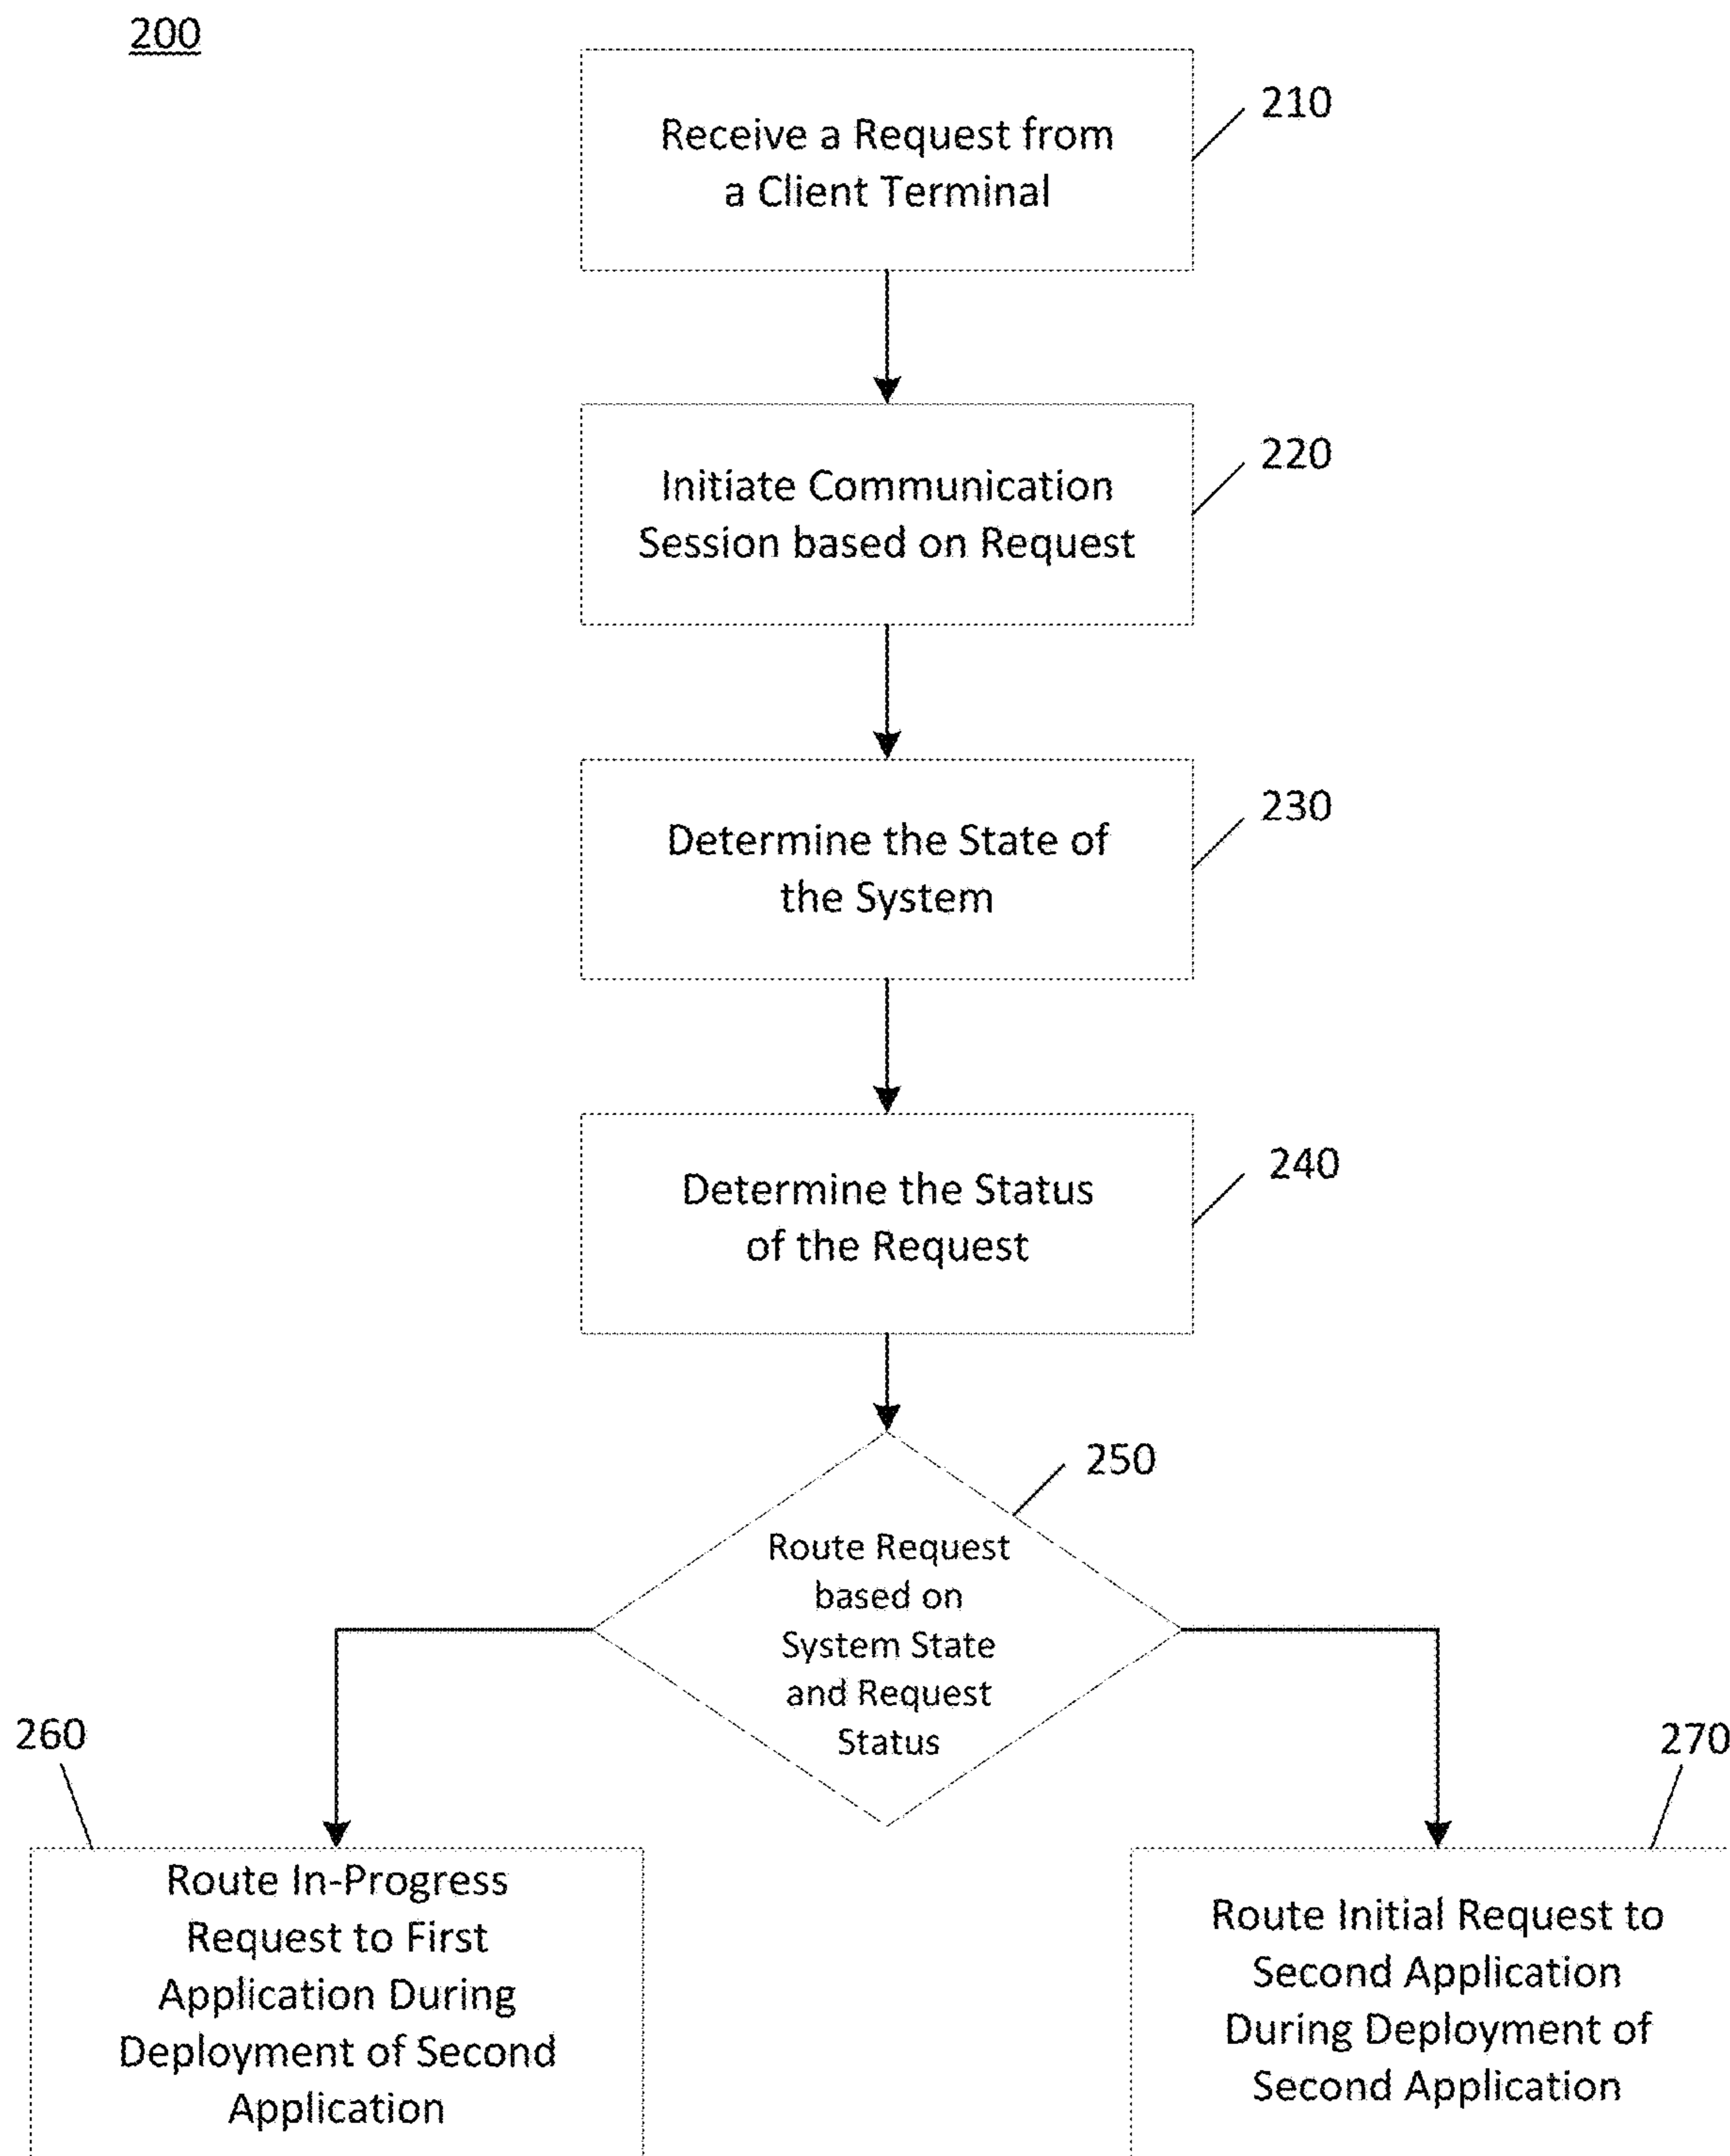 200
210
Receive a Request from
a Client Terminal
220
Initiate Communication
Session based on Request
230
Determine the State of
the System
240
Determine the Status
of the Request
250
Route Request
based on
System State
and Request
Status
260
Route In-Progress
Request to First
Application During
Deployment of Second
Application
270
Route Initial Request to
Second Application
During Deployment of
Second Application